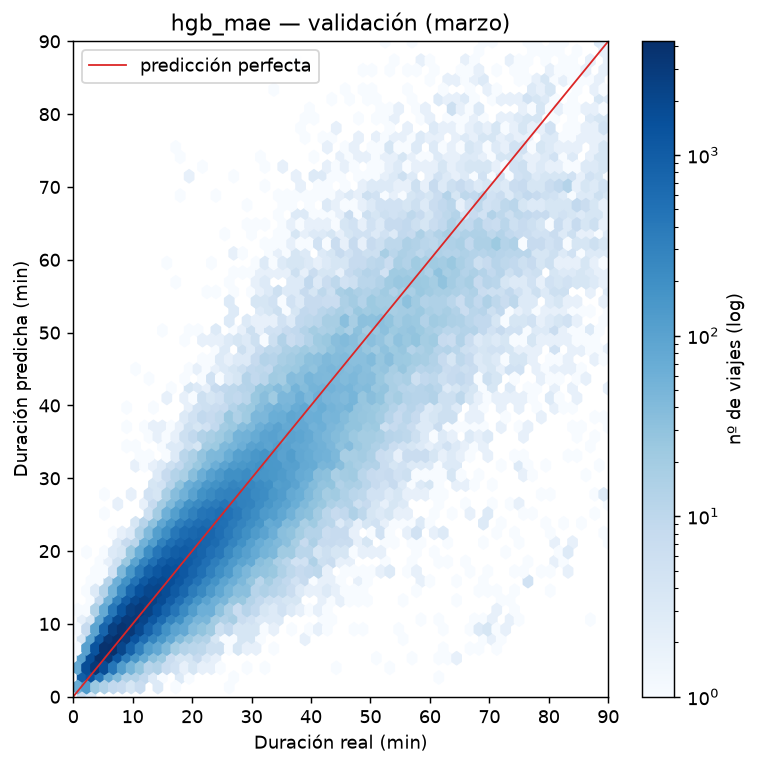 hgb_mae — validación (marzo)
predicción perfecta
90
80
70
60
50
40
30
20
10
0
Duración predicha (min)
0 10 20 30 40 50 60 70 80 90
Duración real (min)
10³
10²
10¹
10⁰
nº de viajes (log)